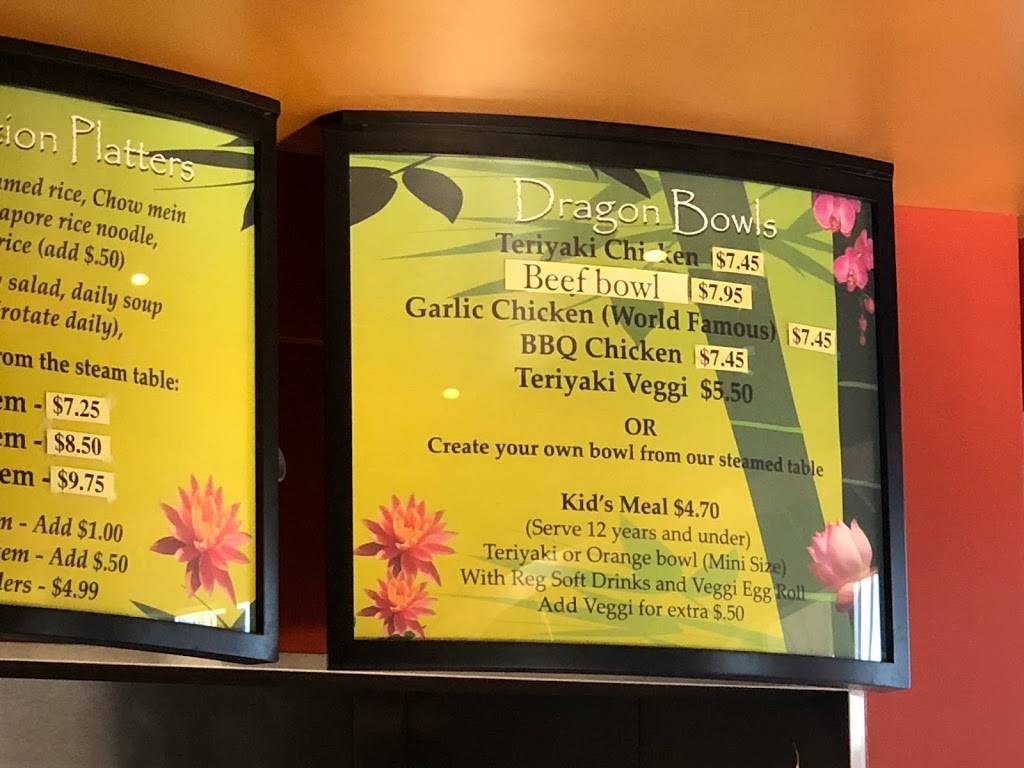 tion Platters
amed rice, Chow mein
apore rice noodle,
rice (add $.50)
salad, daily soup
rotate daily),
rom the steam table:
em - $7.25
em - $8.50
em - $9.75
m - Add $1.00
tem - Add $.50
ders - $4.99
Dragon Bowls
Teriyaki Chicken $7.45
Beef bowl $7.95
Garlic Chicken (World Famous) $7.45
BBQ Chicken $7.45
Teriyaki Veggi $5.50
OR
Create your own bowl from our steamed table
Kid's Meal $4.70
(Serve 12 years and under)
Teriyaki or Orange bowl (Mini Size)
With Reg Soft Drinks and Veggi Egg Roll
Add Veggi for extra $.50